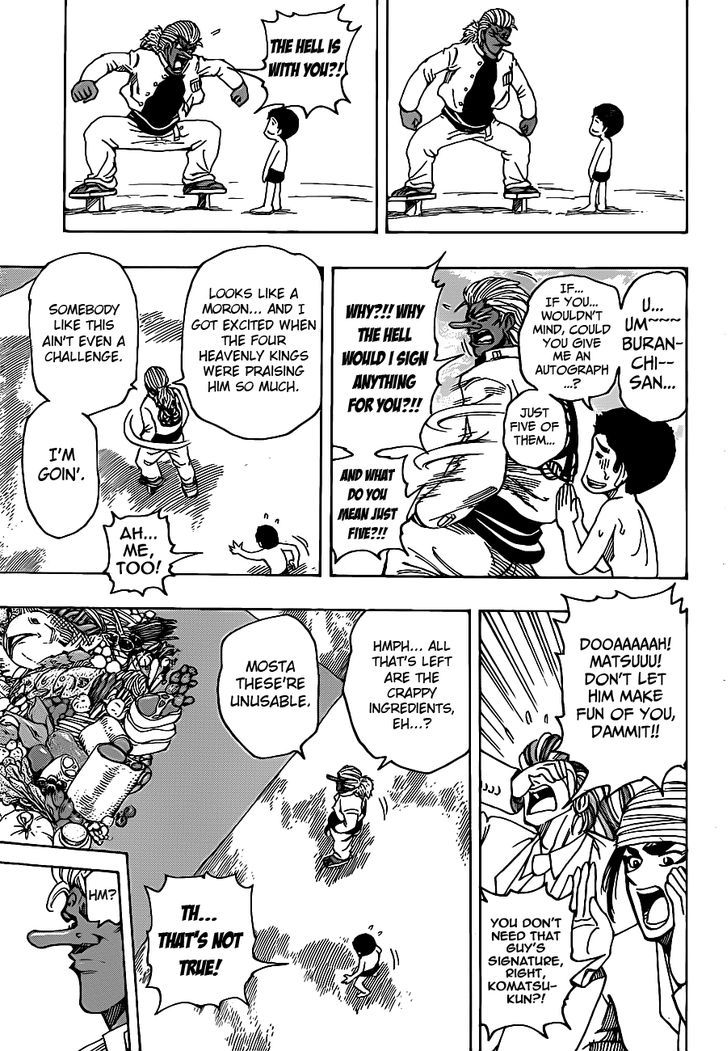 THE HELL IS
WITH YOU?!
U...
UM~~~
BURAN-
CHI--
SAN...
IF...
IF YOU...
WOULDN'T
MIND, COULD
YOU GIVE
ME AN
AUTOGRAPH
...?
JUST
FIVE OF
THEM...
WHY?!! WHY
THE HELL
WOULD I SIGN
ANYTHING
FOR YOU?!!
AND WHAT
DO YOU
MEAN JUST
FIVE?!!
LOOKS LIKE A
MORON... AND I
GOT EXCITED WHEN
THE FOUR
HEAVENLY KINGS
WERE PRAISING
HIM SO MUCH.
SOMEBODY
LIKE THIS
AIN'T EVEN A
CHALLENGE.
I'M
GOIN'.
AH...
ME,
TOO!
DOOAAAAAH!
MATSUUU!
DON'T LET
HIM MAKE
FUN OF YOU,
DAMMIT!!
YOU DON'T
NEED THAT
GUY'S
SIGNATURE,
RIGHT,
KOMATSU-
KUN?!
HMPH... ALL
THAT'S LEFT
ARE THE
CRAPPY
INGREDIENTS,
EH...?
MOSTA
THESE'RE
UNUSABLE.
TH...
THAT'S NOT
TRUE!
HM?